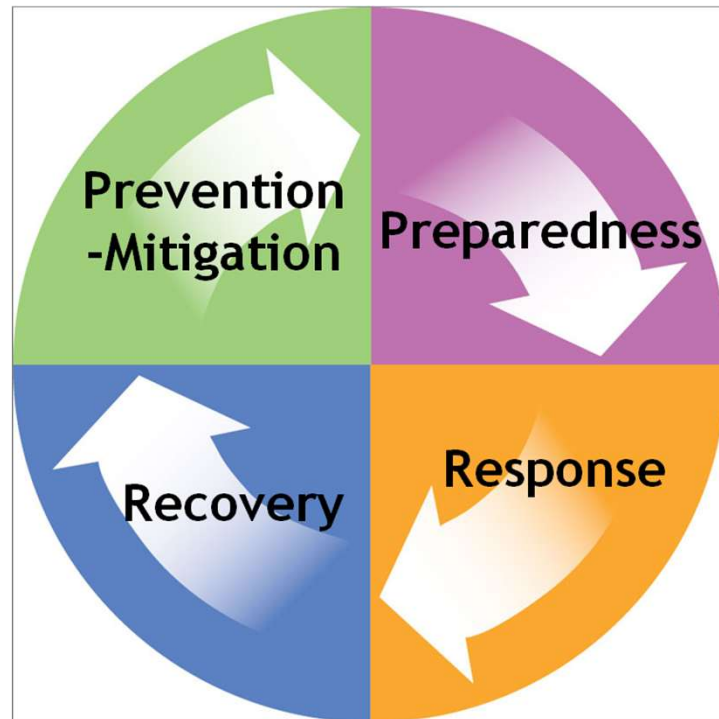 Prevention
-Mitigation
Preparedness
Response
Recovery